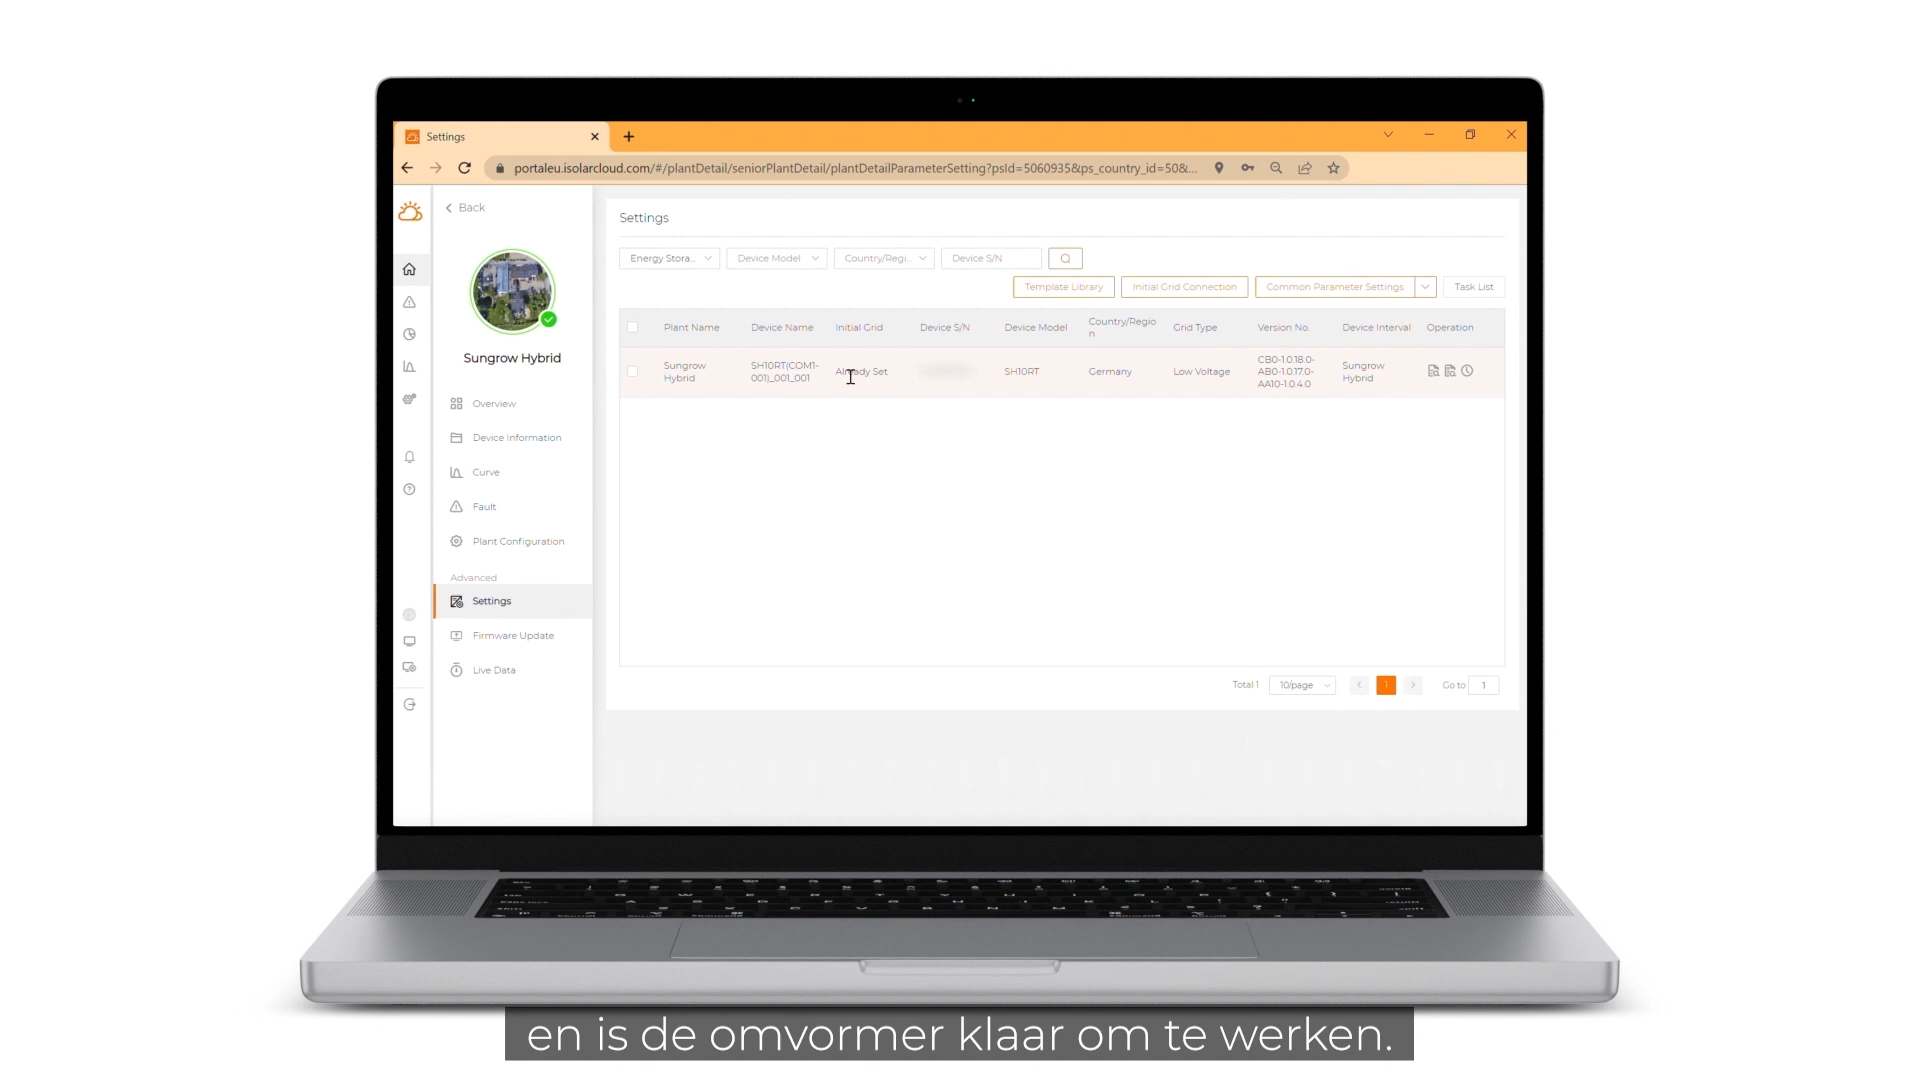 Settings
portaleu.isolarcloud.com/#/plantDetail/seniorPlantDetail/plantDetailParameterSetting?psId=5060935&ps_country_id=50&...
Back
Sungrow Hybrid
Overview
Device Information
Curve
Fault
Plant Configuration
Advanced
Settings
Firmware Update
Live Data
Settings
Energy Stora... Device Model Country/Regi... Device S/N
Template Library Initial Grid Connection Common Parameter Settings Task List
Plant Name Device Name Initial Grid Device S/N Device Model Country/Regio
n Grid Type Version No. Device Interval Operation
Sungrow
Hybrid
SH10RT(COM1-
001)_001_001
Already Set
SH10RT
Germany
Low Voltage
CB0-1.0.18.0-
AB0-1.0.17.0-
AA10-1.0.4.0
Sungrow
Hybrid
Total 1 10/page 1 Go to 1
en is de omvormer klaar om te werken.